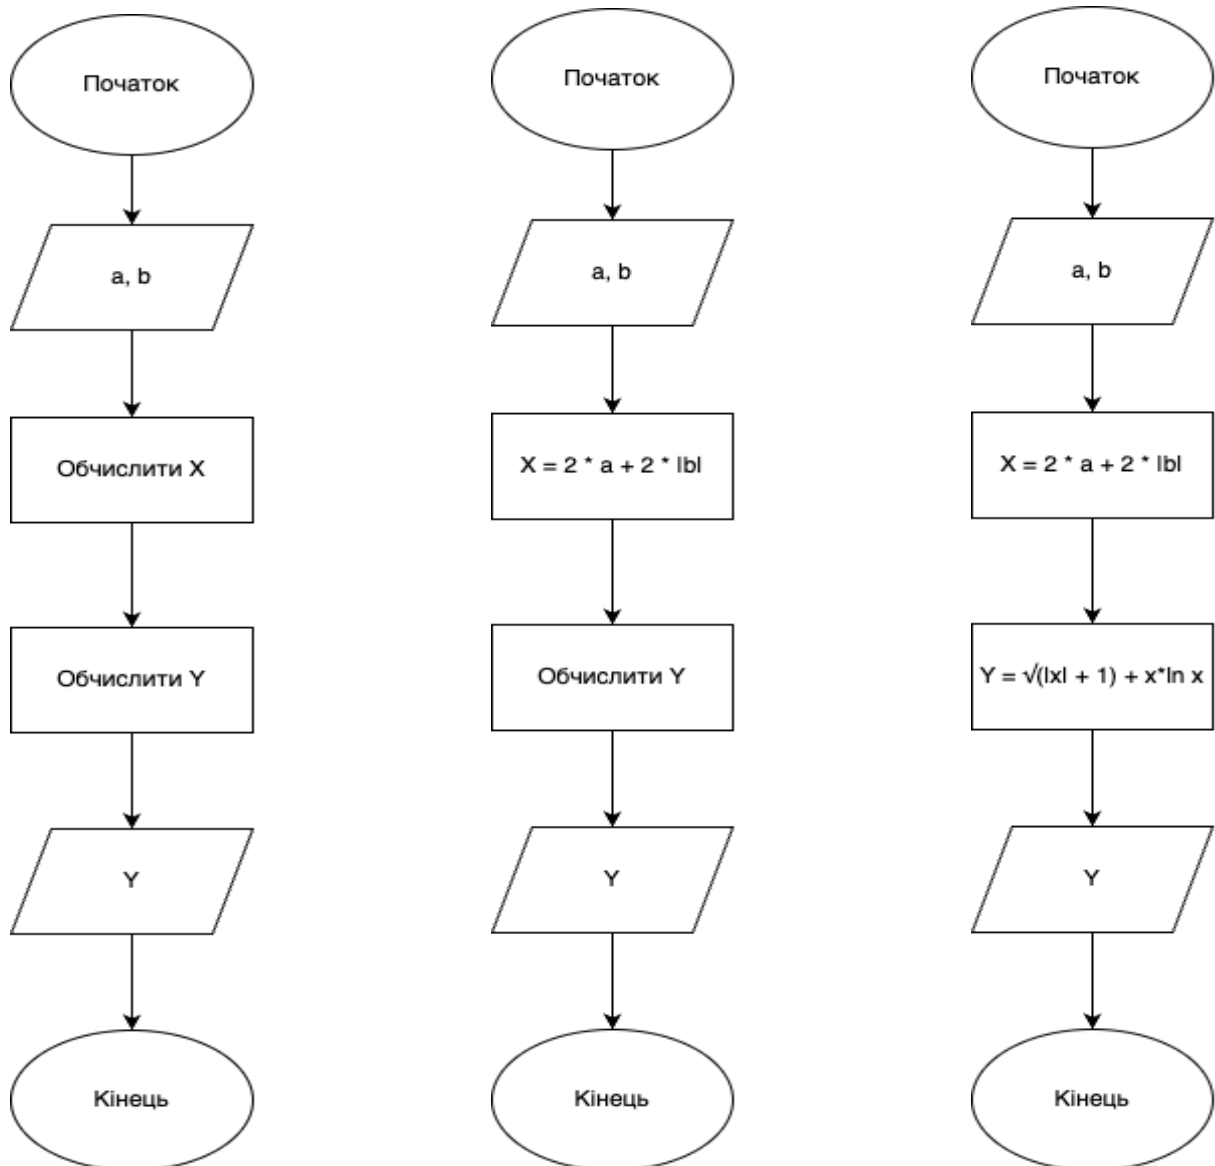 Початок
a, b
Обчислити X
Обчислити Y
Y
Кінець
Початок
a, b
X = 2 * a + 2 * |b|
Обчислити Y
Y
Кінець
Початок
a, b
X = 2 * a + 2 * |b|
Y = √(|x| + 1) + x*ln x
Y
Кінець